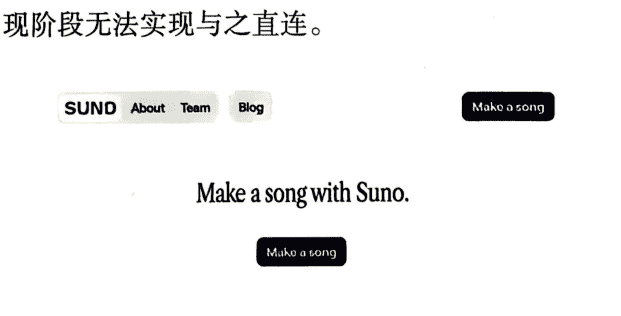 现阶段无法实现与之直连。
SUNO About Team Blog Make a song
Make a song with Suno.
Make a song